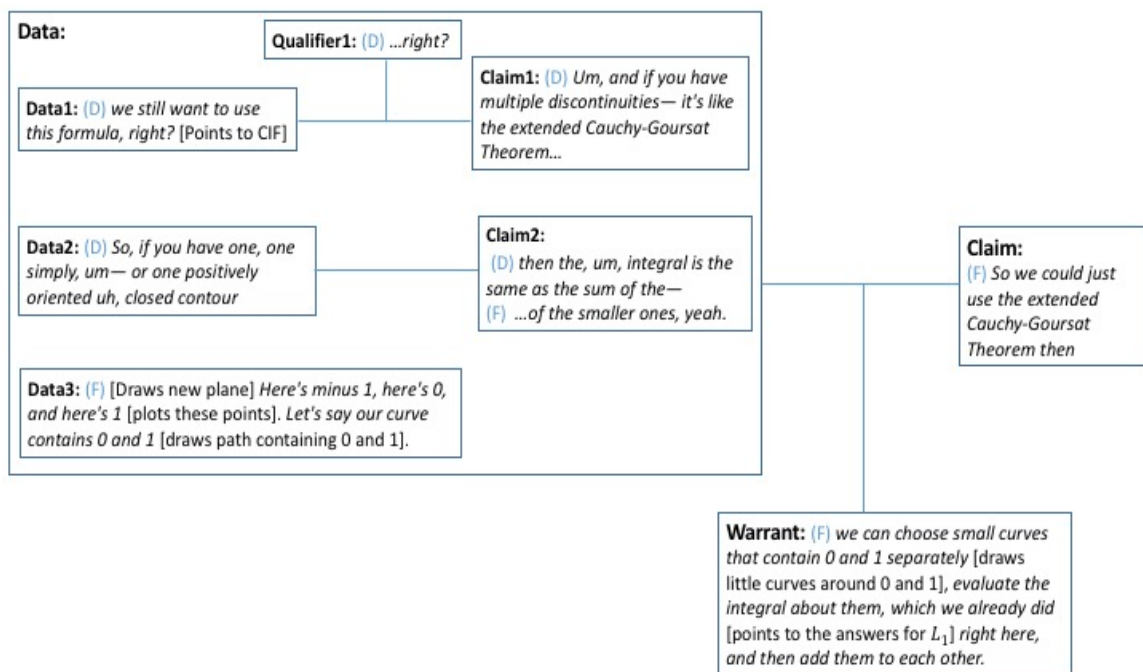 Data:
Qualifier1: (D) ...right?
Data1: (D) we still want to use
this formula, right? [Points to CIF]
Claim1: (D) Um, and if you have
multiple discontinuities— it's like
the extended Cauchy-Goursat
Theorem...
Data2: (D) So, if you have one, one
simply, um— or one positively
oriented uh, closed contour
Claim2:
(D) then the, um, integral is the
same as the sum of the—
(F) ...of the smaller ones, yeah.
Data3: (F) [Draws new plane] Here's minus 1, here's 0,
and here's 1 [plots these points]. Let's say our curve
contains 0 and 1 [draws path containing 0 and 1].
Claim:
(F) So we could just
use the extended
Cauchy-Goursat
Theorem then
Warrant: (F) we can choose small curves
that contain 0 and 1 separately [draws
little curves around 0 and 1], evaluate the
integral about them, which we already did
[points to the answers for L₁] right here,
and then add them to each other.